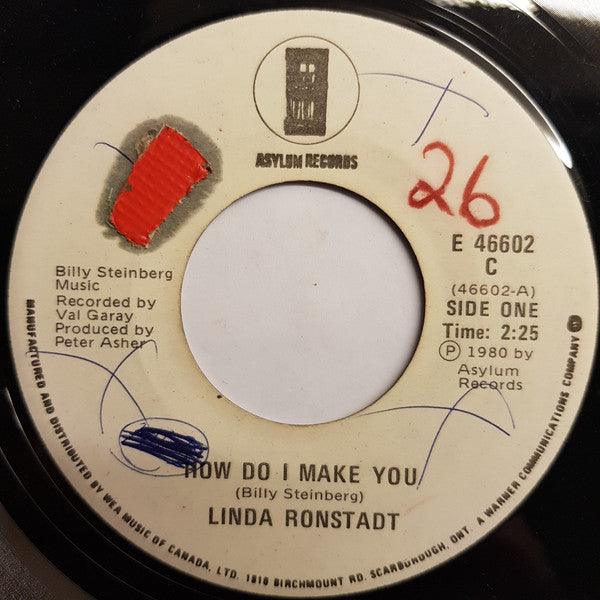 ASYLUM RECORDS
26
E 46602
C
(46602-A)
SIDE ONE
Time: 2:25
Ⓟ 1980 by
Asylum
Records
Billy Steinberg
Music
Recorded by
Val Garay
Produced by
Peter Asher
HOW DO I MAKE YOU
(Billy Steinberg)
LINDA RONSTADT
MANUFACTURED AND DISTRIBUTED BY WEA MUSIC OF CANADA, LTD. 1810 BIRCHMOUNT RD. SCARBOROUGH, ONT. A WARNER COMMUNICATIONS COMPANY